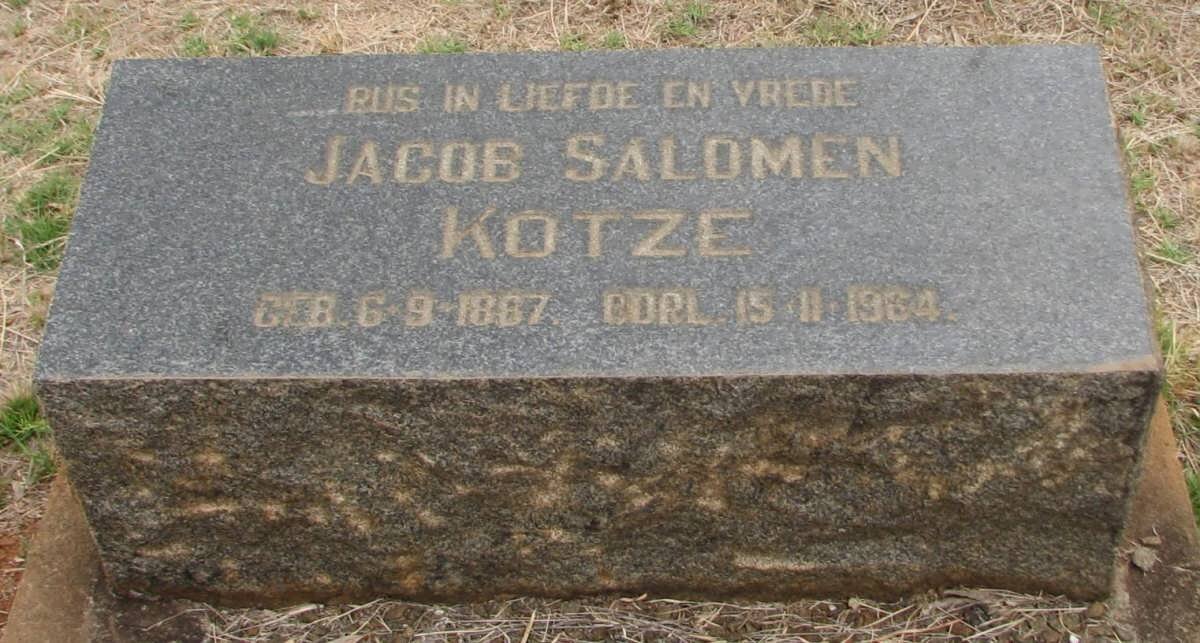 RUS IN LIEFDE EN VREDE
JACOB SALOMEN
KOTZE
GEB. 6-9-1887. OORL. 15-11-1964.